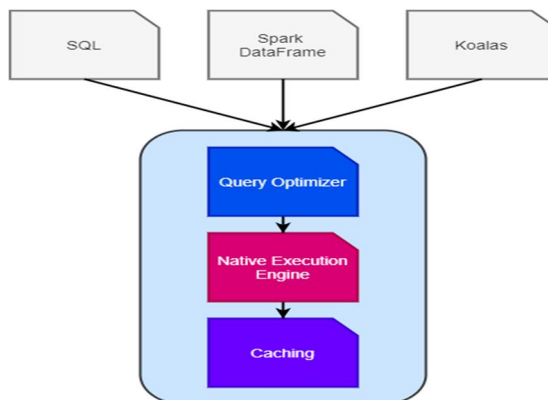 SQL
Spark
DataFrame
Koalas
Query Optimizer
Native Execution
Engine
Caching